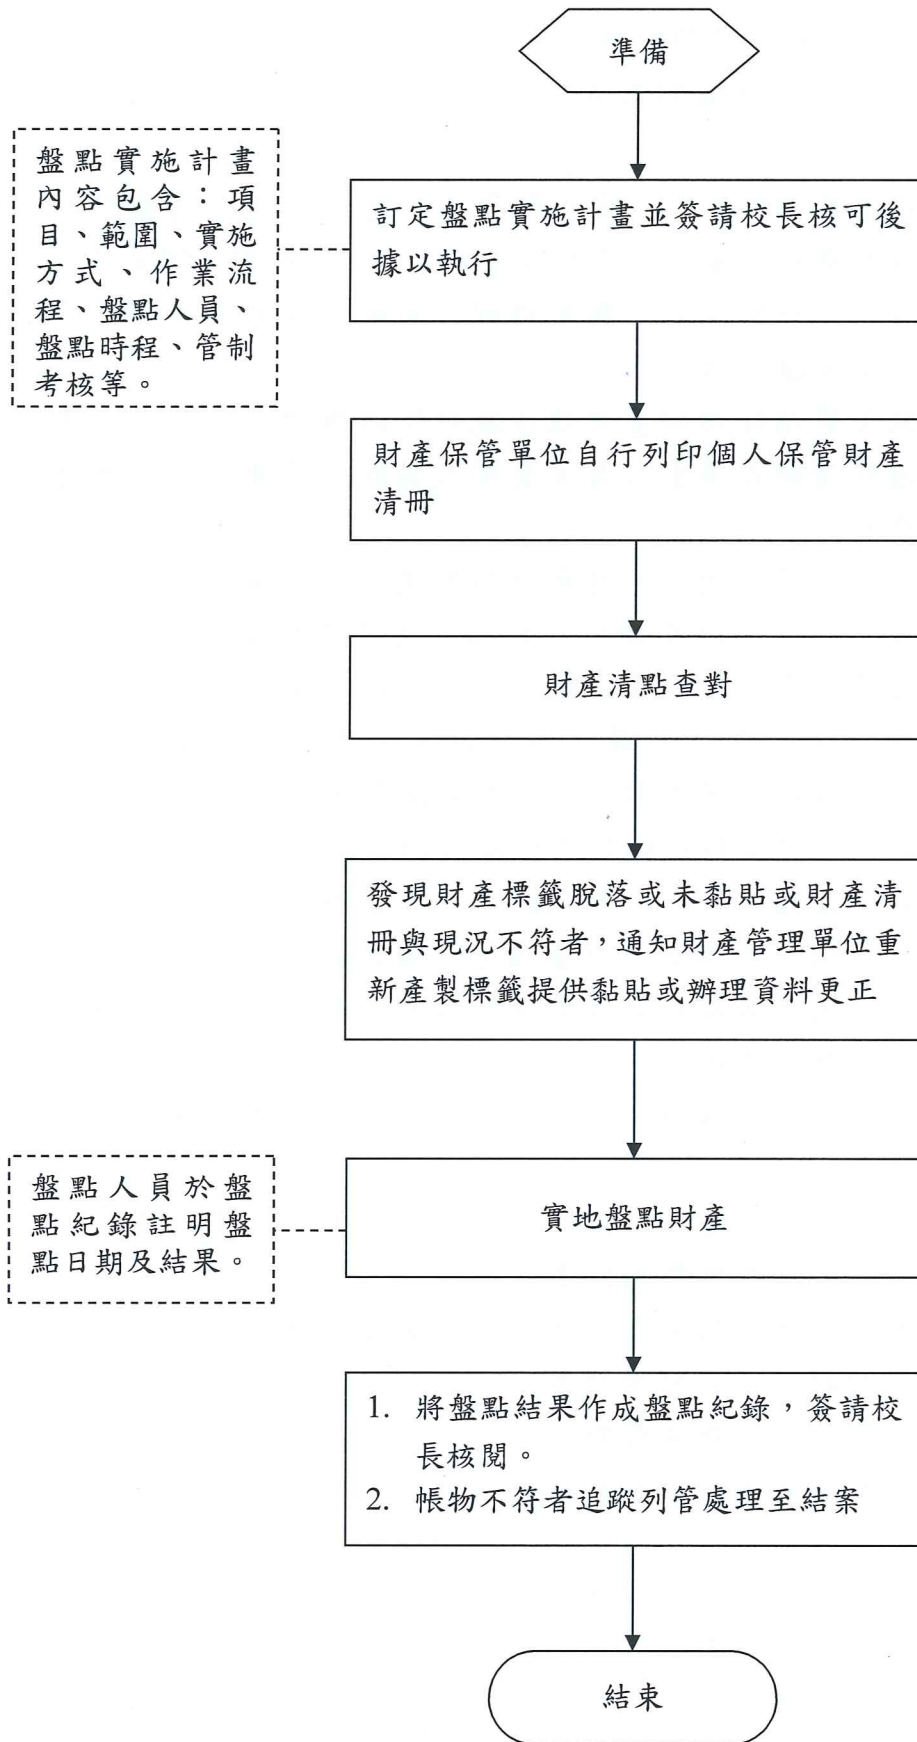 準備
盤點實施計畫
內容包含：項
目、範圍、實施
方式、作業流
程、盤點人員、
盤點時程、管制
考核等。
訂定盤點實施計畫並簽請校長核可後
據以執行
財產保管單位自行列印個人保管財產
清冊
財產清點查對
發現財產標籤脫落或未黏貼或財產清
冊與現況不符者，通知財產管理單位重
新產製標籤提供黏貼或辦理資料更正
盤點人員於盤
點紀錄註明盤
點日期及結果。
實地盤點財產
1. 將盤點結果作成盤點紀錄，簽請校
長核閱。
2. 帳物不符者追蹤列管處理至結案
結束